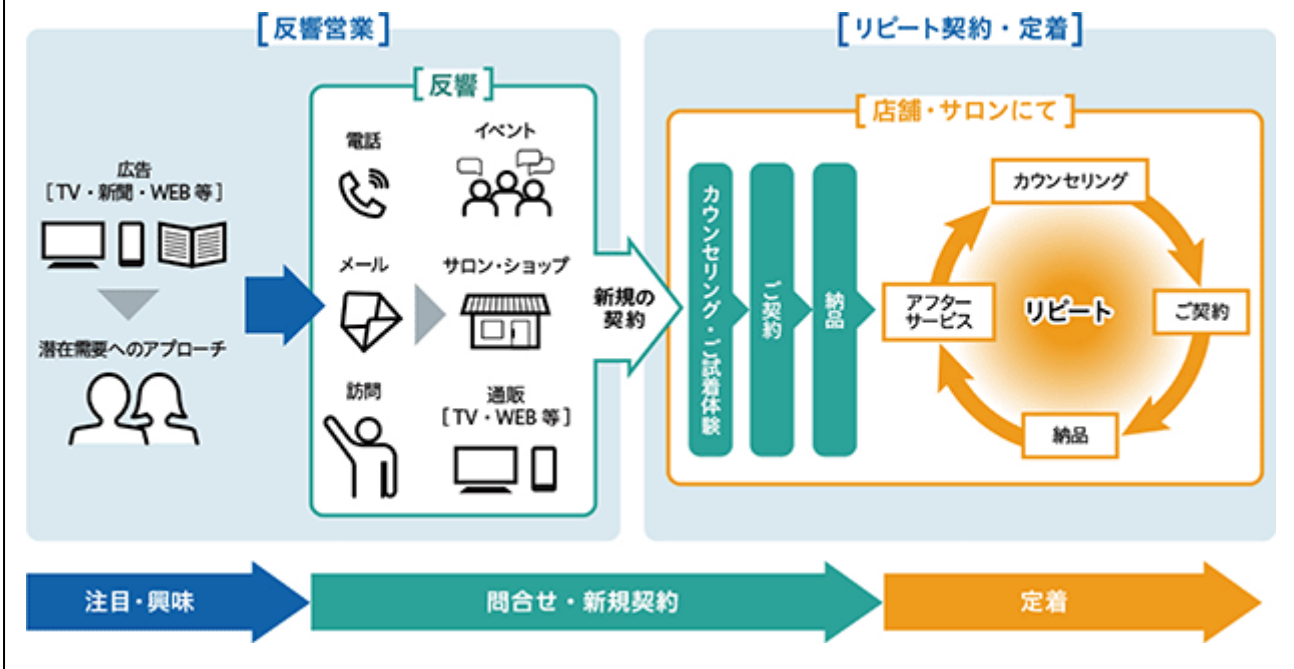 [反響営業]
広告
[TV・新聞・WEB 等]
潜在需要へのアプローチ
[反響]
電話
イベント
メール
サロン・ショップ
訪問
通販
[TV・WEB 等]
新規の
契約
[リピート契約・定着]
[店舗・サロンにて]
カウンセリング・ご試着体験
ご契約
納品
カウンセリング
ご契約
納品
アフター
サービス
リピート
注目・興味
問合せ・新規契約
定着